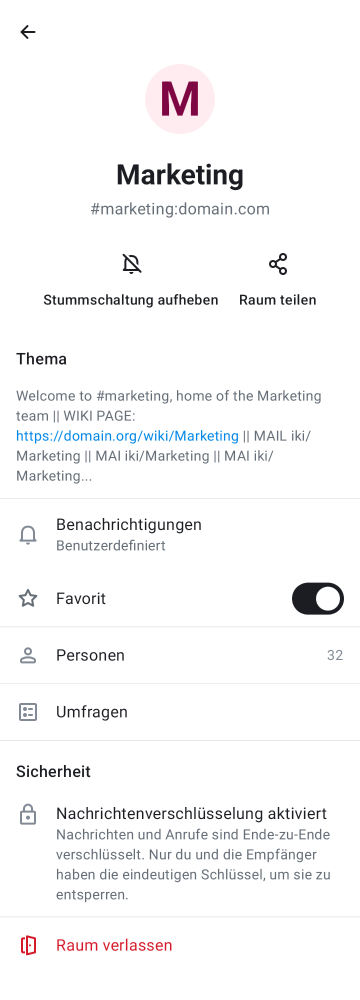 M
Marketing
#marketing:domain.com
Stummschaltung aufheben
Raum teilen
Thema
Welcome to #marketing, home of the Marketing
team || WIKI PAGE:
https://domain.org/wiki/Marketing || MAIL iki/
Marketing || MAI iki/Marketing || MAI iki/
Marketing...
Benachrichtigungen
Benutzerdefiniert
Favorit
Personen 32
Umfragen
Sicherheit
Nachrichtenverschlüsselung aktiviert
Nachrichten und Anrufe sind Ende-zu-Ende
verschlüsselt. Nur du und die Empfänger
haben die eindeutigen Schlüssel, um sie zu
entsperren.
Raum verlassen